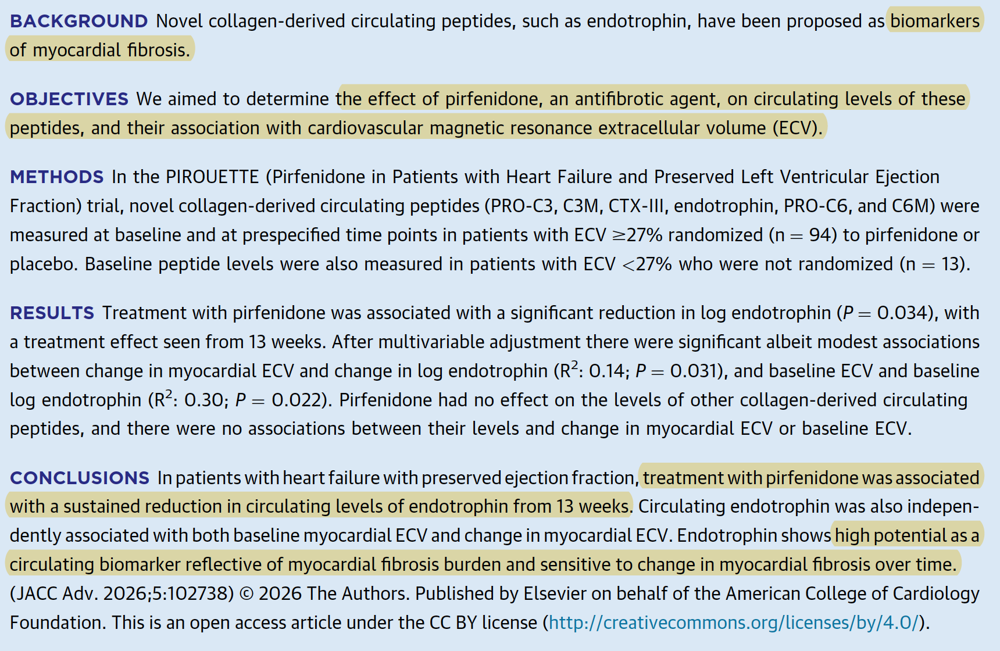 BACKGROUND Novel collagen-derived circulating peptides, such as endotrophin, have been proposed as biomarkers
of myocardial fibrosis.
OBJECTIVES We aimed to determine the effect of pirfenidone, an antifibrotic agent, on circulating levels of these
peptides, and their association with cardiovascular magnetic resonance extracellular volume (ECV).
METHODS In the PIROUETTE (Pirfenidone in Patients with Heart Failure and Preserved Left Ventricular Ejection
Fraction) trial, novel collagen-derived circulating peptides (PRO-C3, C3M, CTX-III, endotrophin, PRO-C6, and C6M) were
measured at baseline and at prespecified time points in patients with ECV ≥27% randomized (n = 94) to pirfenidone or
placebo. Baseline peptide levels were also measured in patients with ECV <27% who were not randomized (n = 13).
RESULTS Treatment with pirfenidone was associated with a significant reduction in log endotrophin (P = 0.034), with
a treatment effect seen from 13 weeks. After multivariable adjustment there were significant albeit modest associations
between change in myocardial ECV and change in log endotrophin (R²: 0.14; P = 0.031), and baseline ECV and baseline
log endotrophin (R²: 0.30; P = 0.022). Pirfenidone had no effect on the levels of other collagen-derived circulating
peptides, and there were no associations between their levels and change in myocardial ECV or baseline ECV.
CONCLUSIONS In patients with heart failure with preserved ejection fraction, treatment with pirfenidone was associated
with a sustained reduction in circulating levels of endotrophin from 13 weeks. Circulating endotrophin was also indepen-
dently associated with both baseline myocardial ECV and change in myocardial ECV. Endotrophin shows high potential as a
circulating biomarker reflective of myocardial fibrosis burden and sensitive to change in myocardial fibrosis over time.
(JACC Adv. 2026;5:102738) © 2026 The Authors. Published by Elsevier on behalf of the American College of Cardiology
Foundation. This is an open access article under the CC BY license (http://creativecommons.org/licenses/by/4.0/).